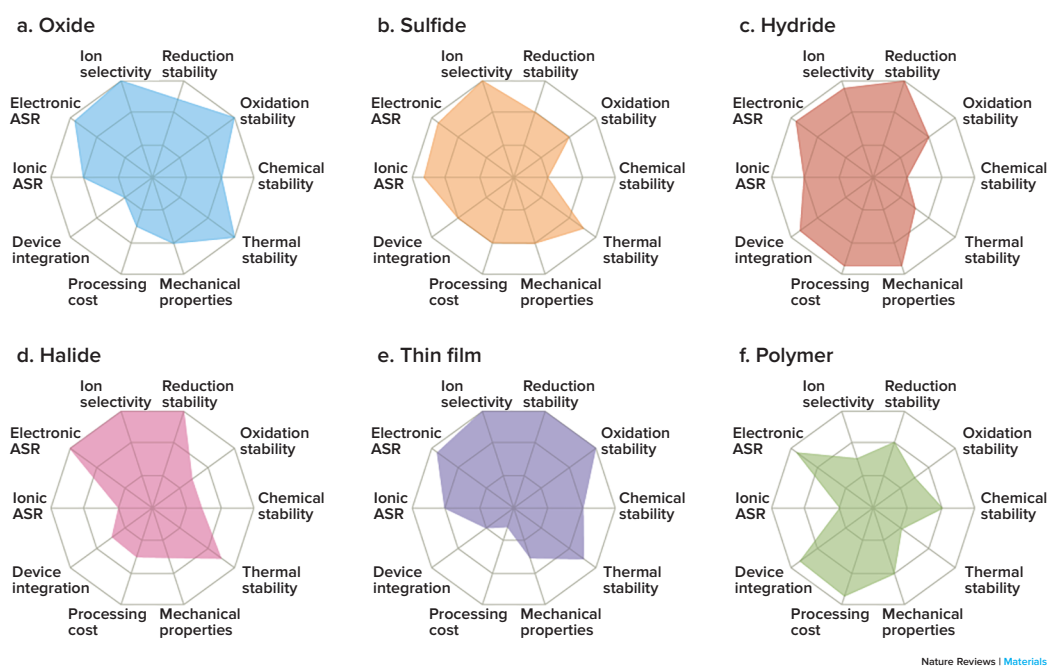 a. Oxide
Ion
selectivity
Reduction
stability
Electronic
ASR
Oxidation
stability
Ionic
ASR
Chemical
stability
Device
integration
Thermal
stability
Processing
cost
Mechanical
properties
b. Sulfide
Ion
selectivity
Reduction
stability
Electronic
ASR
Oxidation
stability
Ionic
ASR
Chemical
stability
Device
integration
Thermal
stability
Processing
cost
Mechanical
properties
c. Hydride
Ion
selectivity
Reduction
stability
Electronic
ASR
Oxidation
stability
Ionic
ASR
Chemical
stability
Device
integration
Thermal
stability
Processing
cost
Mechanical
properties
d. Halide
Ion
selectivity
Reduction
stability
Electronic
ASR
Oxidation
stability
Ionic
ASR
Chemical
stability
Device
integration
Thermal
stability
Processing
cost
Mechanical
properties
e. Thin film
Ion
selectivity
Reduction
stability
Electronic
ASR
Oxidation
stability
Ionic
ASR
Chemical
stability
Device
integration
Thermal
stability
Processing
cost
Mechanical
properties
f. Polymer
Ion
selectivity
Reduction
stability
Electronic
ASR
Oxidation
stability
Ionic
ASR
Chemical
stability
Device
integration
Thermal
stability
Processing
cost
Mechanical
properties
Nature Reviews | Materials